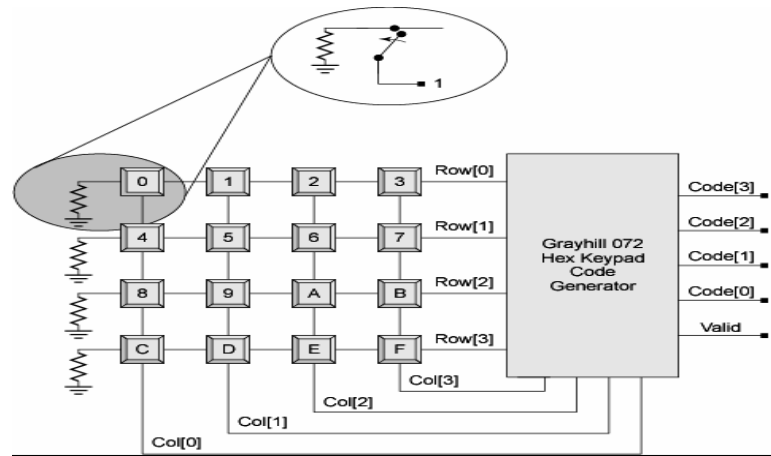 1
0 1 2 3 Row[0]
4 5 6 7 Row[1]
8 9 A B Row[2]
C D E F Row[3]
Grayhill 072
Hex Keypad
Code
Generator
Code[3]
Code[2]
Code[1]
Code[0]
Valid
Col[3]
Col[2]
Col[1]
Col[0]